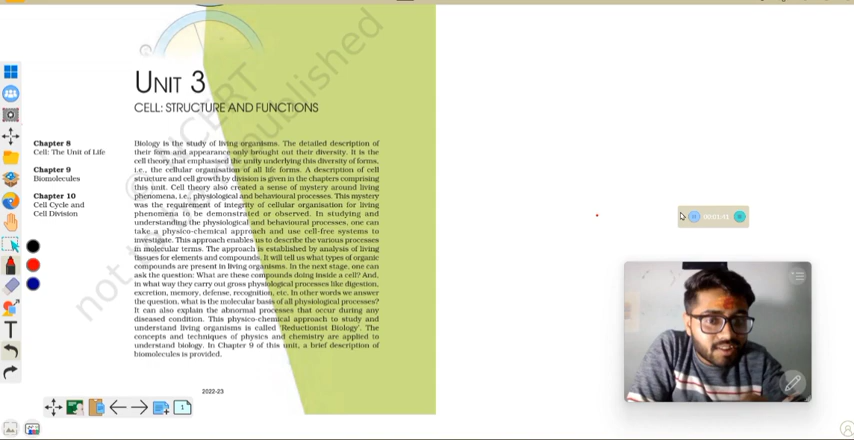 UNIT 3
CELL: STRUCTURE AND FUNCTIONS
Chapter 8
Cell: The Unit of Life
Chapter 9
Biomolecules
Chapter 10
Cell Cycle and
Cell Division
Biology is the study of living organisms. The detailed description of
their form and appearance only brought out their diversity. It is the
cell theory that emphasised the unity underlying this diversity of forms,
i.e., the cellular organisation of all life forms. A description of cell
structure and cell growth by division is given in the chapters comprising
this unit. Cell theory also created a sense of mystery around living
phenomena, i.e., physiological and behavioural processes. This mystery
was the requirement of integrity of cellular organisation for living
phenomena to be demonstrated or observed. In studying and
understanding the physiological and behavioural processes, one can
take a physico-chemical approach and use cell-free systems to
investigate. This approach enables us to describe the various processes
in molecular terms. The approach is established by analysis of living
tissues for elements and compounds. It will tell us what types of organic
compounds are present in living organisms. In the next stage, one can
ask the question: What are these compounds doing inside a cell? And,
in what way they carry out gross physiological processes like digestion,
excretion, memory, defense, recognition, etc. In other words we answer
the question, what is the molecular basis of all physiological processes?
It can also explain the abnormal processes that occur during any
diseased condition. This physico-chemical approach to study and
understand living organisms is called 'Reductionist Biology'. The
concepts and techniques of physics and chemistry are applied to
understand biology. In Chapter 9 of this unit, a brief description of
biomolecules is provided.
2022-23
00:01:41
1